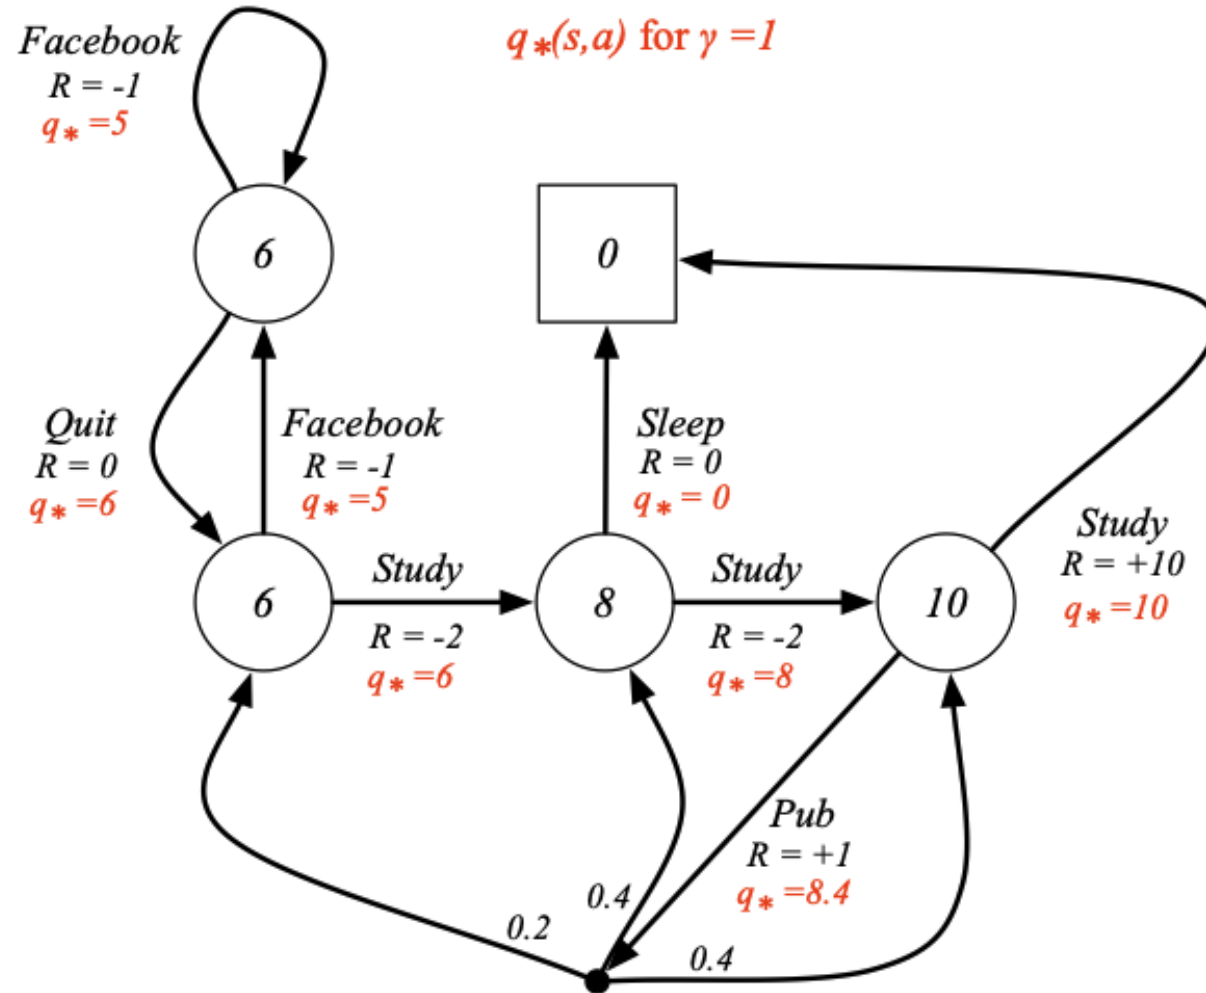 q*(s,a) for γ =1
Facebook
R = -1
q* =5
6
0
Quit
R = 0
q* =6
Facebook
R = -1
q* =5
Sleep
R = 0
q* = 0
Study
R = +10
q* =10
6
Study
R = -2
q* =6
8
Study
R = -2
q* =8
10
Pub
R = +1
q* =8.4
0.2
0.4
0.4